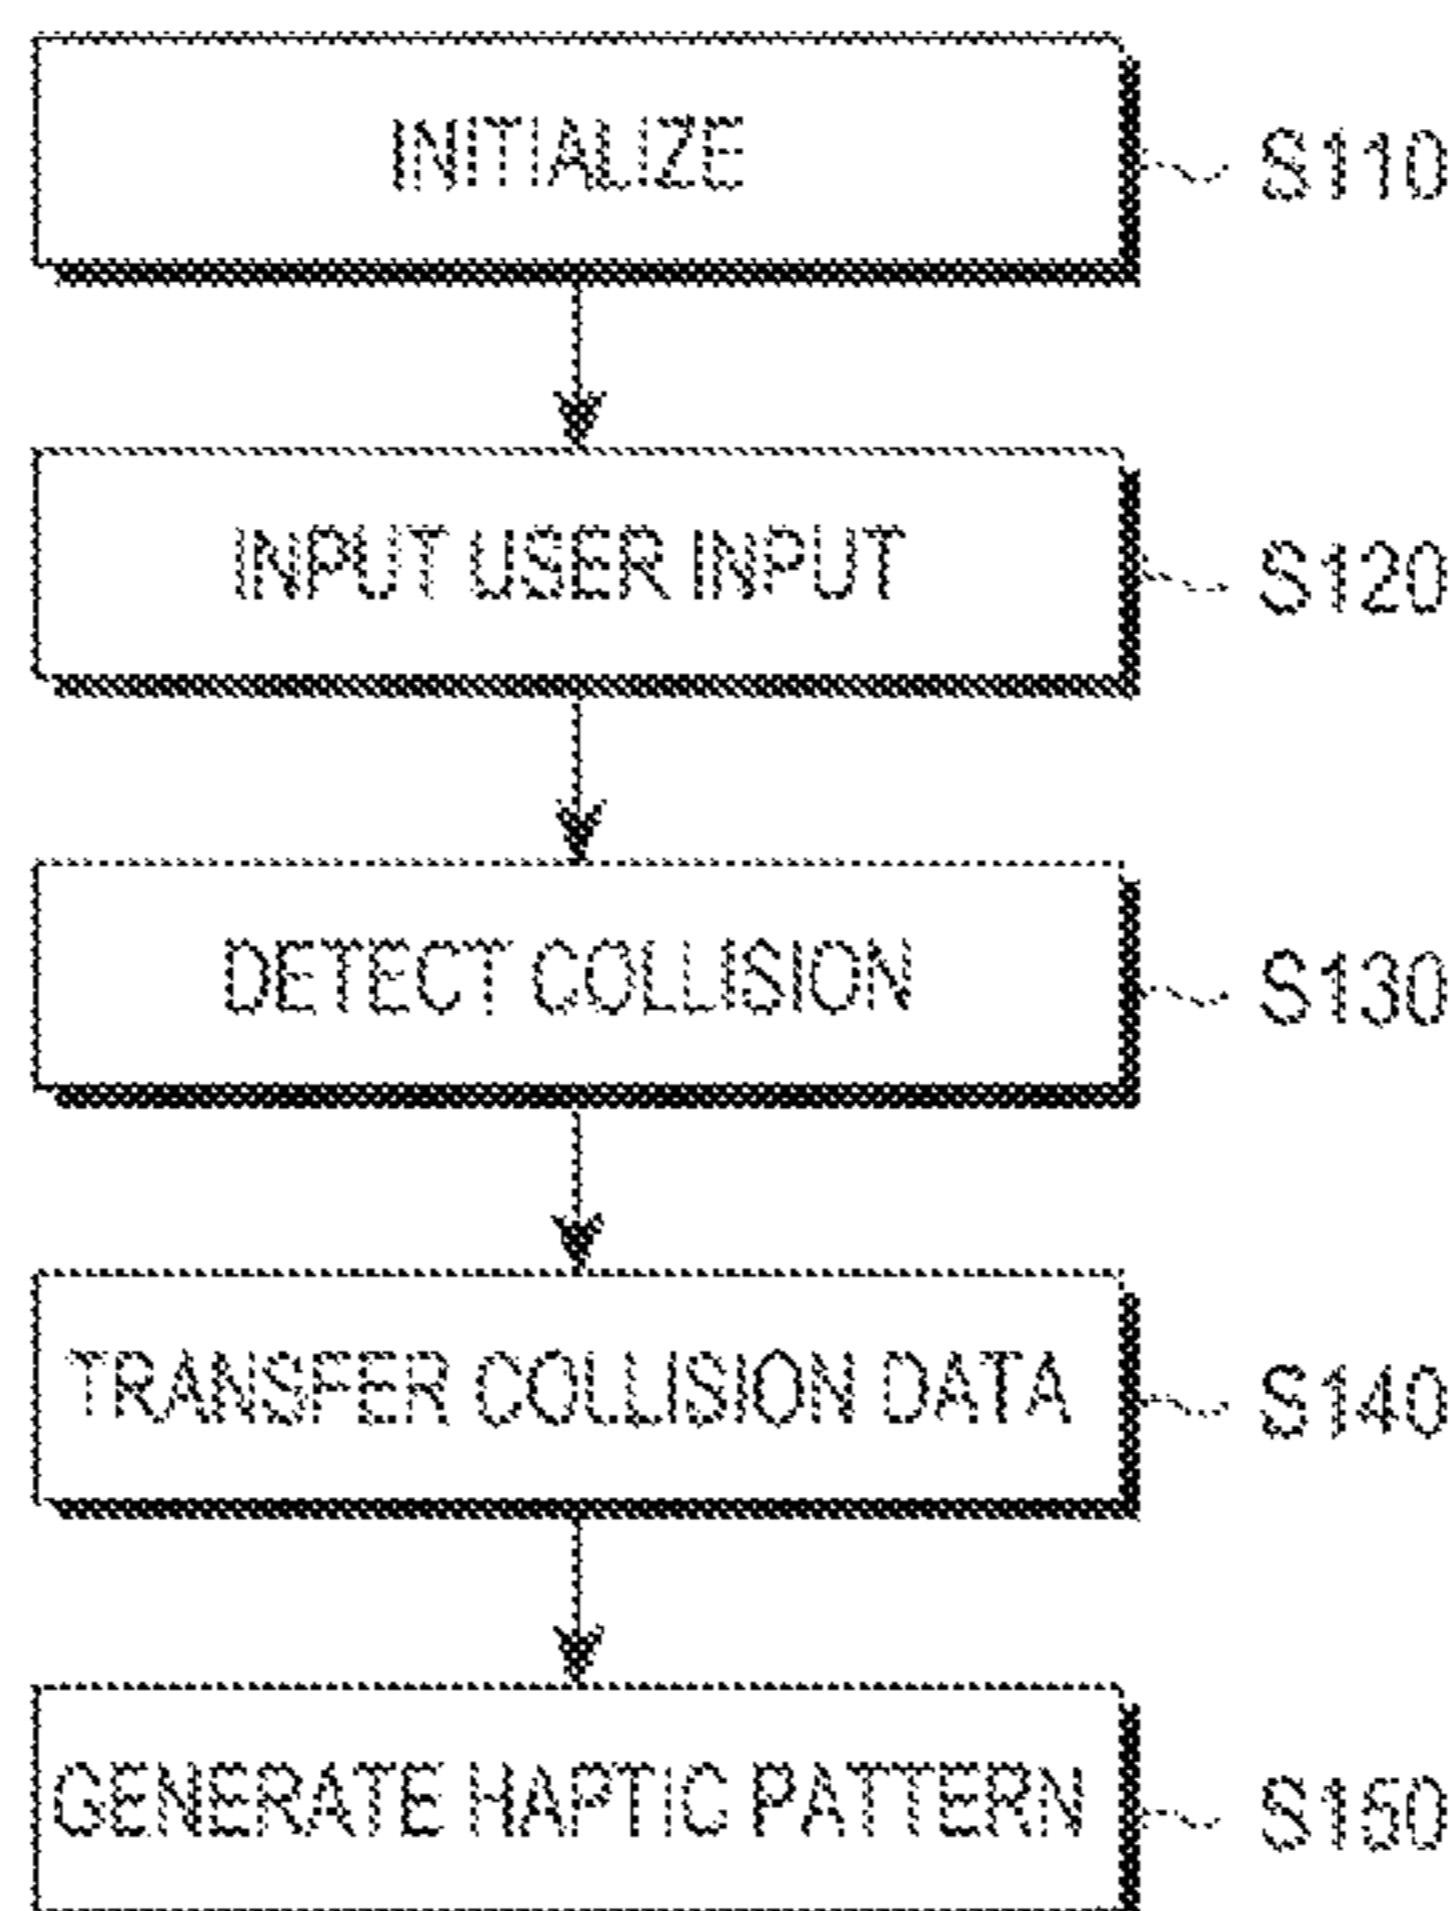 INITIALIZE
S110
INPUT USER INPUT
S120
DETECT COLLISION
S130
TRANSFER COLLISION DATA
S140
GENERATE HAPTIC PATTERN
S150